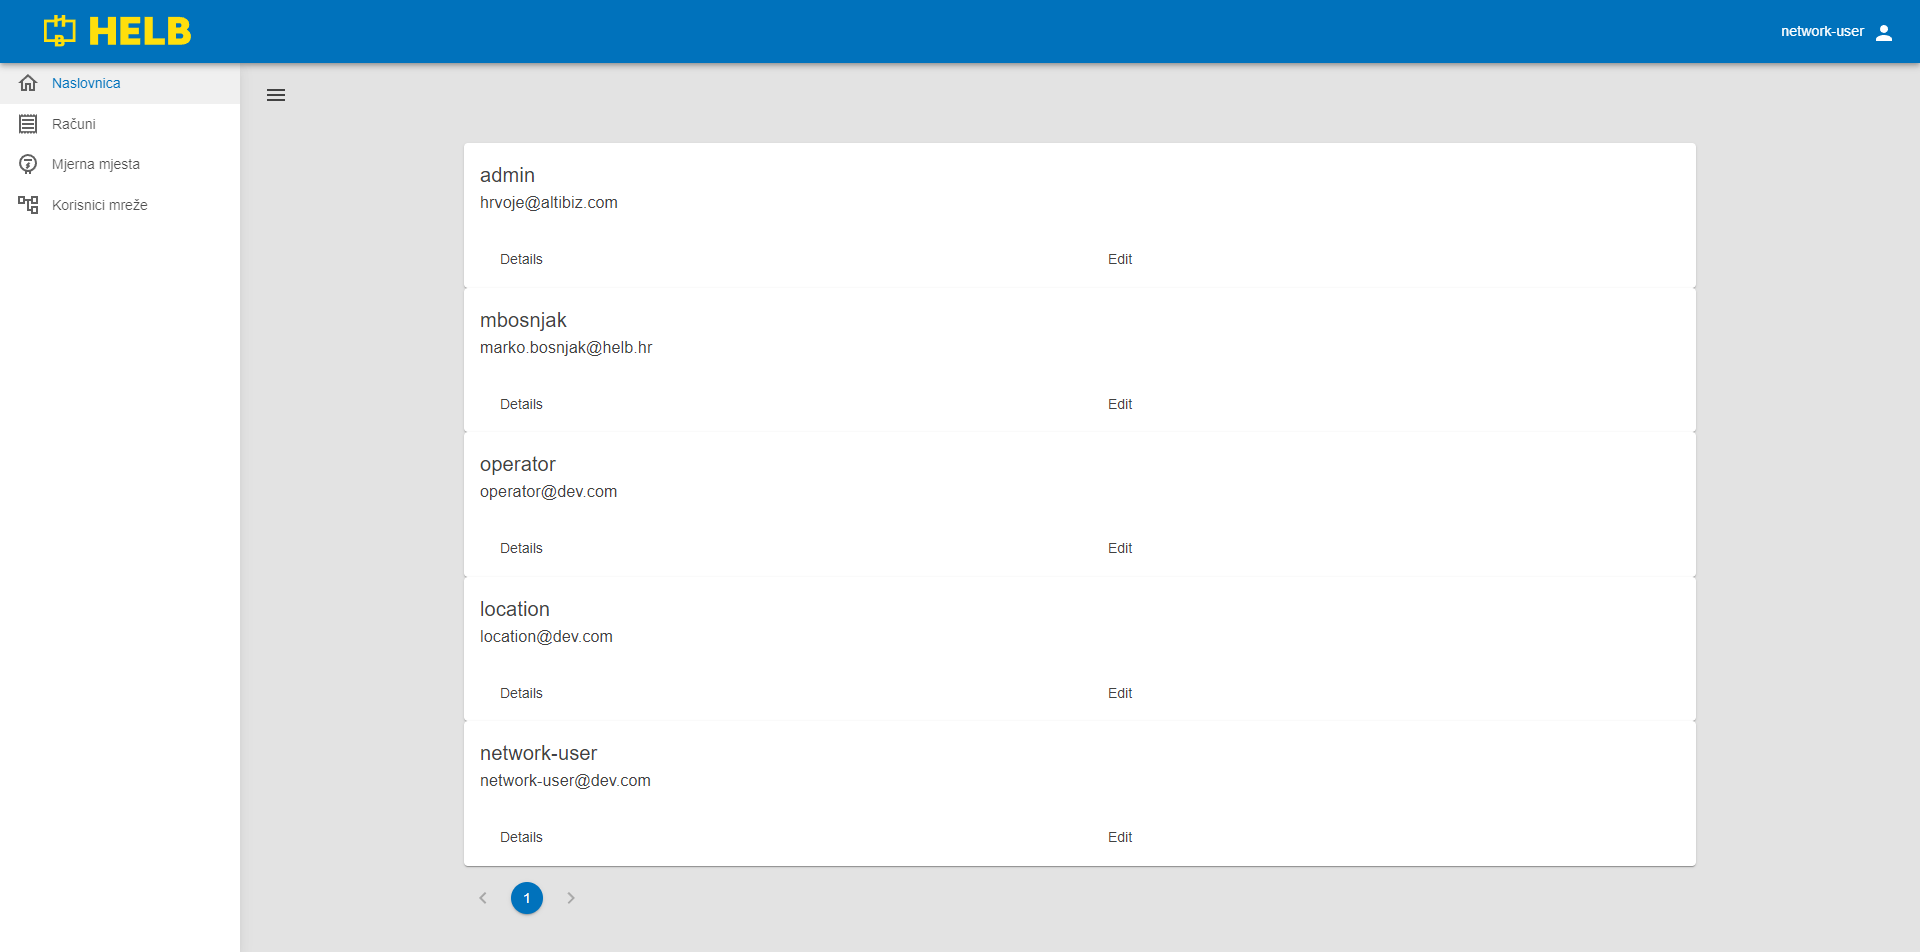 HELB
network-user
Naslovnica
Računi
Mjerna mjesta
Korisnici mreže
admin
hrvoje@altibiz.com
Details Edit
mbosnjak
marko.bosnjak@helb.hr
Details Edit
operator
operator@dev.com
Details Edit
location
location@dev.com
Details Edit
network-user
network-user@dev.com
Details Edit
1